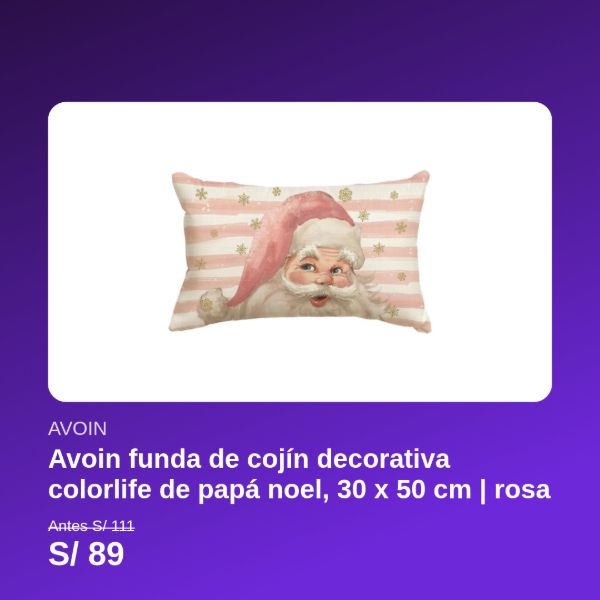 AVOIN
Avoin funda de cojín decorativa
colorlife de papá noel, 30 x 50 cm | rosa
Antes S/ 111
S/ 89